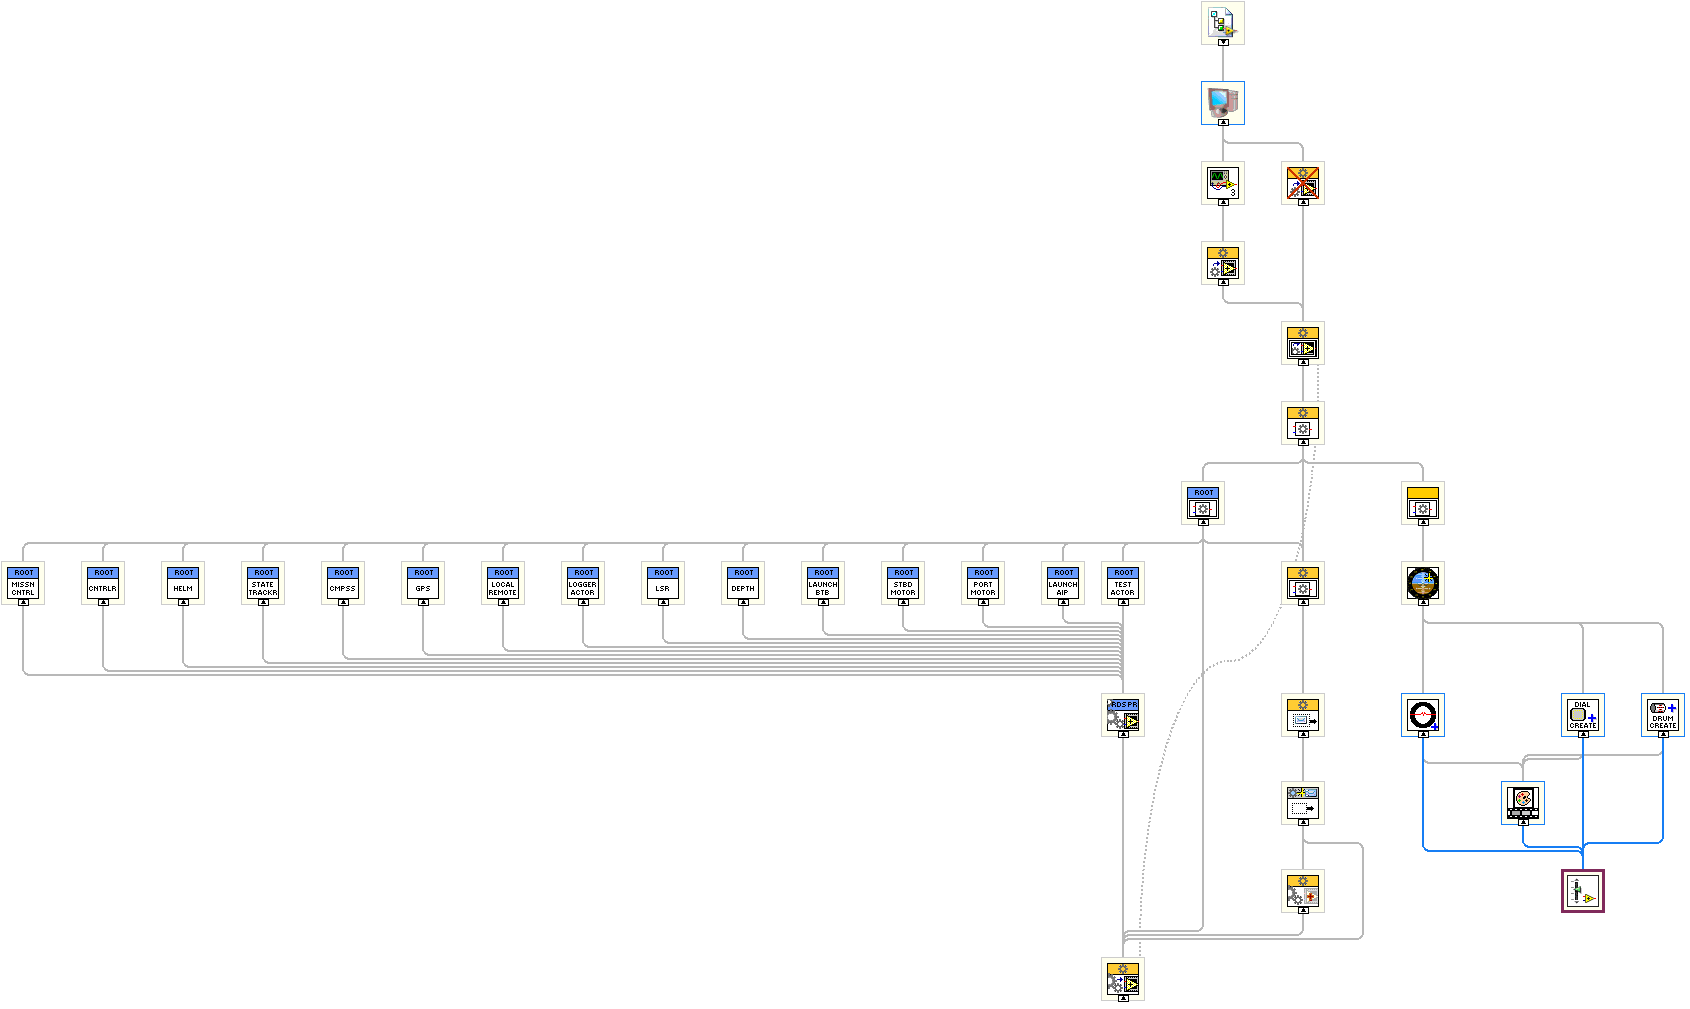 3
ROOT
ROOT
MISSN
CNTRL
ROOT
CNTRLR
ROOT
HELM
ROOT
STATE
TRACKR
ROOT
CMPSS
ROOT
GPS
ROOT
LOCAL
REMOTE
ROOT
LOGGER
ACTOR
ROOT
LSR
ROOT
DEPTH
ROOT
LAUNCH
BTB
ROOT
STBD
MOTOR
ROOT
PORT
MOTOR
ROOT
LAUNCH
AIP
ROOT
TEST
ACTOR
RDSPR
DIAL
CREATE
DRUM
CREATE